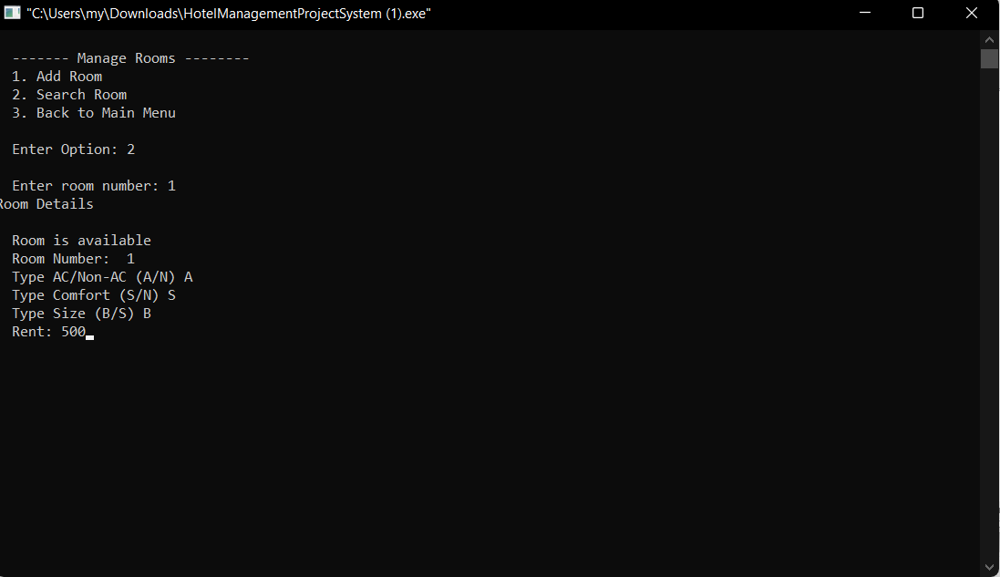 "C:\Users\my\Downloads\HotelManagementProjectSystem (1).exe"
------- Manage Rooms --------
1. Add Room
2. Search Room
3. Back to Main Menu
Enter Option: 2
Enter room number: 1
Room Details
Room is available
Room Number:  1
Type AC/Non-AC (A/N) A
Type Comfort (S/N) S
Type Size (B/S) B
Rent: 500